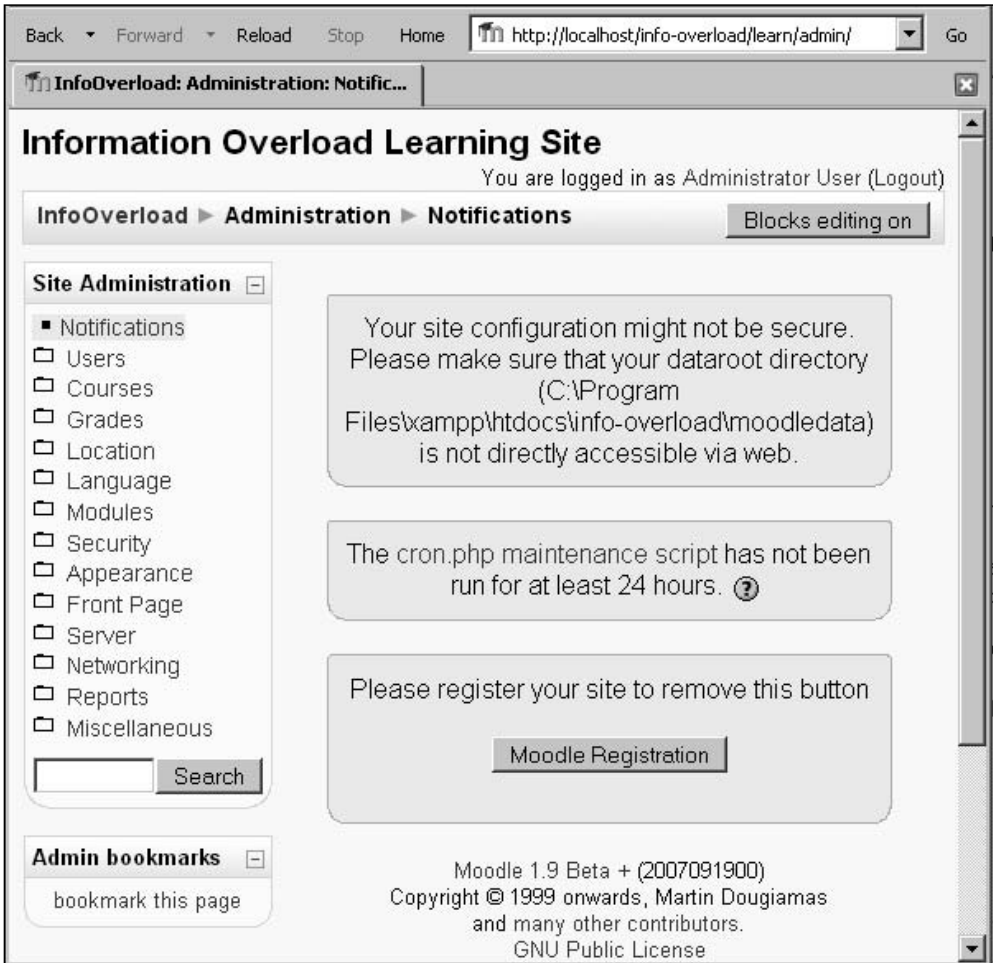 Back Forward Reload Stop Home http://localhost/info-overload/learn/admin/ Go
InfoOverload: Administration: Notific...
Information Overload Learning Site
You are logged in as Administrator User (Logout)
InfoOverload ► Administration ► Notifications
Blocks editing on
Site Administration
Notifications
Users
Courses
Grades
Location
Language
Modules
Security
Appearance
Front Page
Server
Networking
Reports
Miscellaneous
Search
Admin bookmarks
bookmark this page
Your site configuration might not be secure.
Please make sure that your dataroot directory
(C:\Program
Files\xampp\htdocs\info-overload\moodledata)
is not directly accessible via web.
The cron.php maintenance script has not been
run for at least 24 hours. ?
Please register your site to remove this button
Moodle Registration
Moodle 1.9 Beta + (2007091900)
Copyright © 1999 onwards, Martin Dougiamas
and many other contributors.
GNU Public License